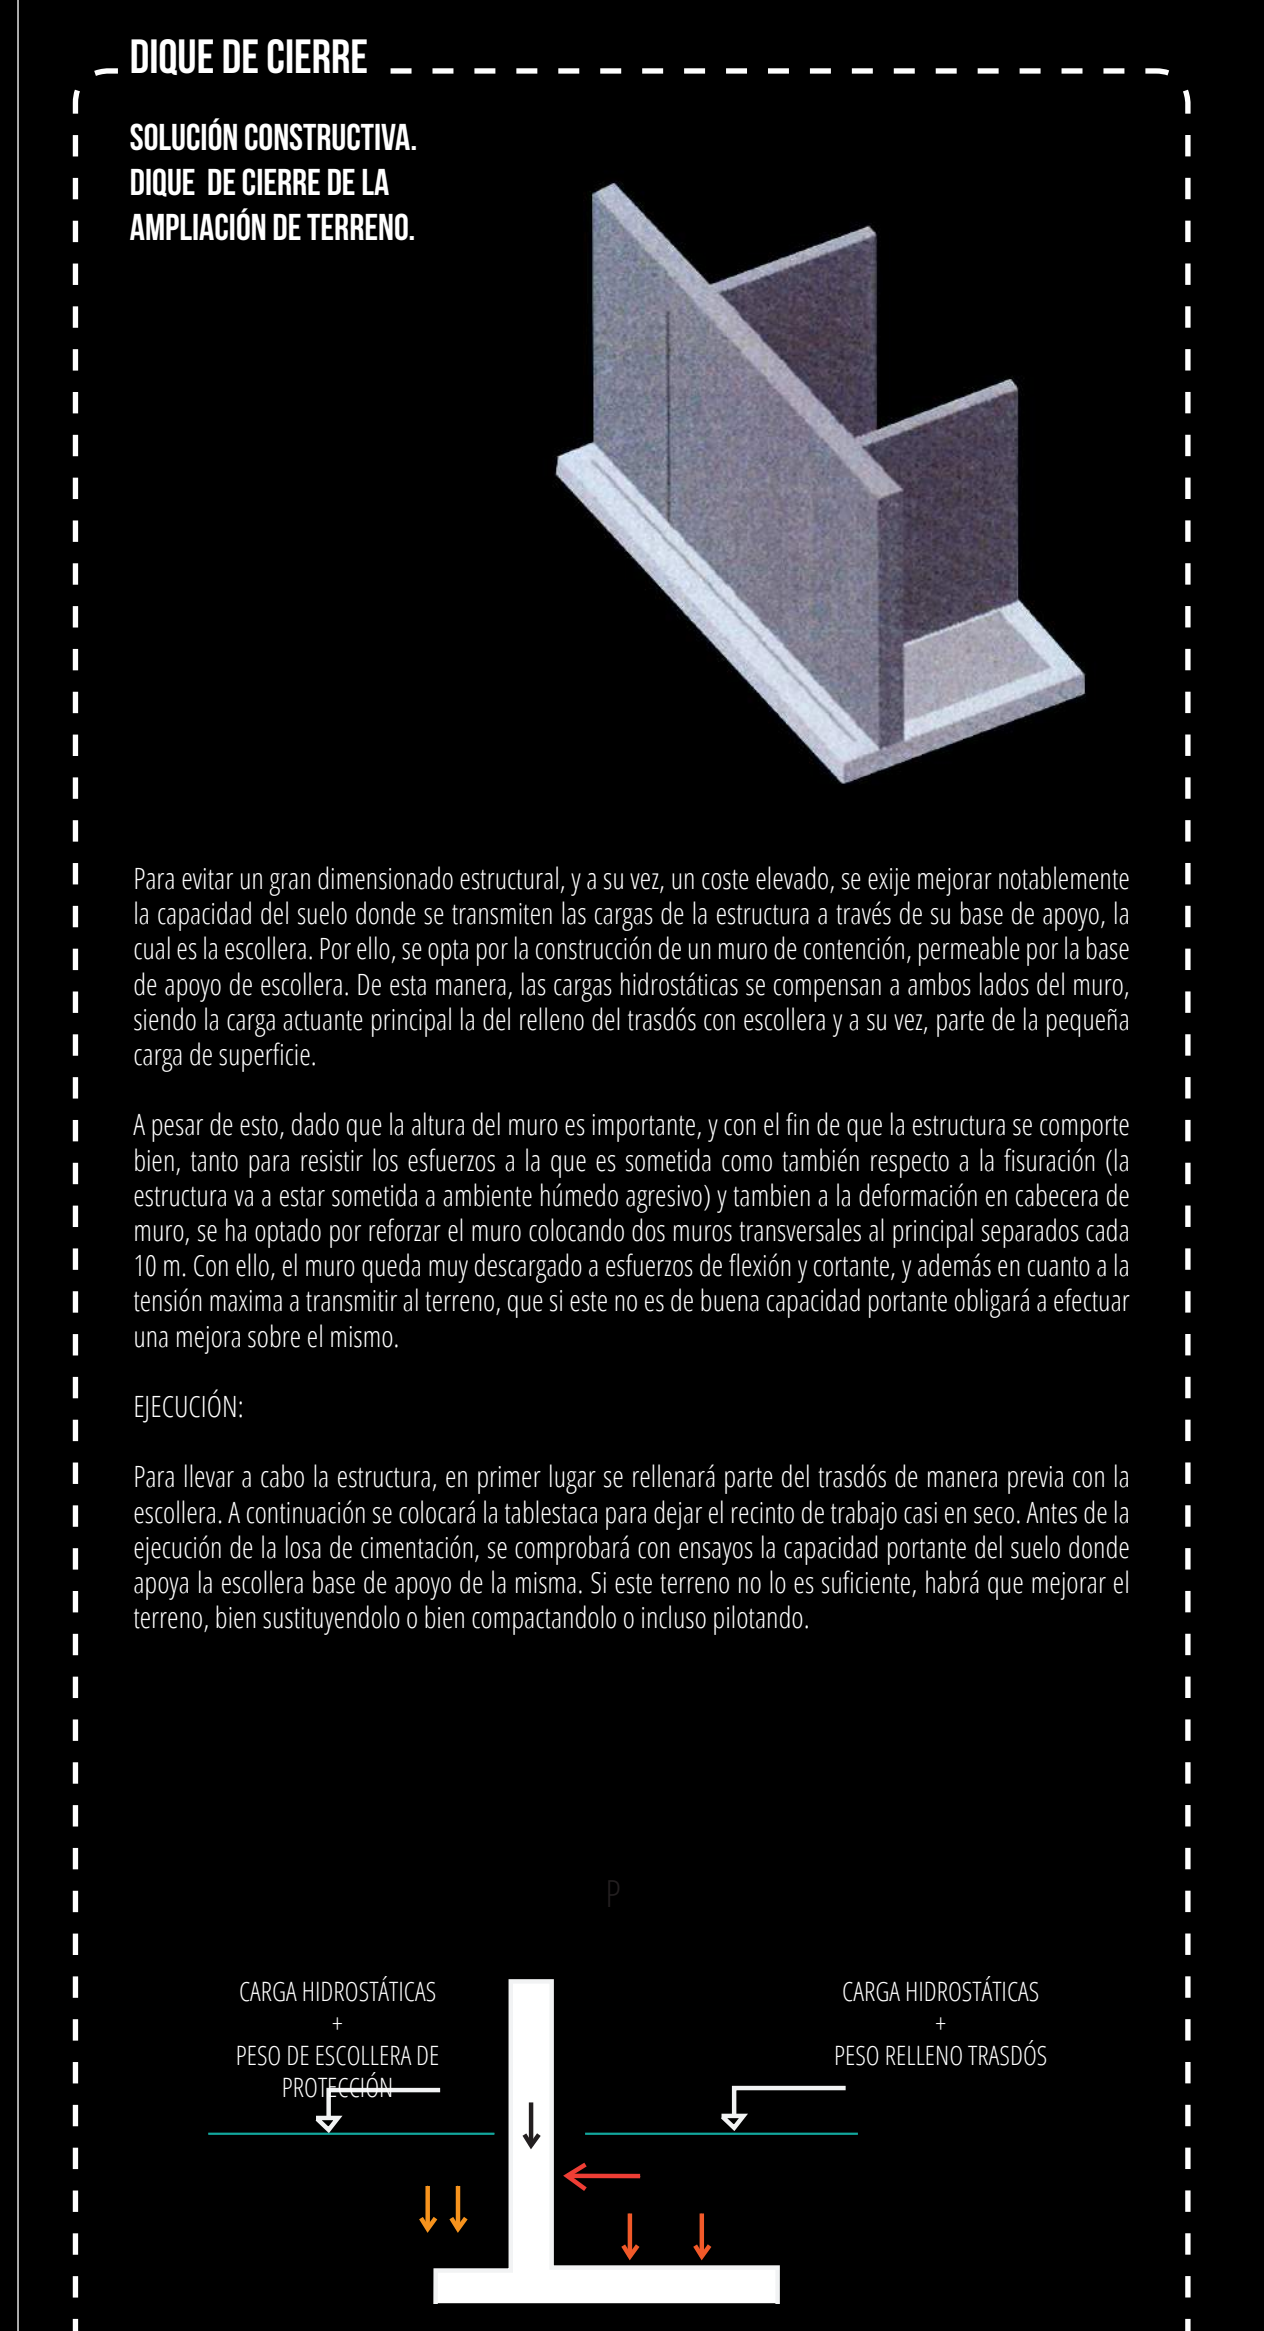 DIQUE DE CIERRE
SOLUCIÓN CONSTRUCTIVA.
DIQUE DE CIERRE DE LA
AMPLIACIÓN DE TERRENO.
Para evitar un gran dimensionado estructural, y a su vez, un coste elevado, se exije mejorar notablemente
la capacidad del suelo donde se transmiten las cargas de la estructura a través de su base de apoyo, la
cual es la escollera. Por ello, se opta por la construcción de un muro de contención, permeable por la base
de apoyo de escollera. De esta manera, las cargas hidrostáticas se compensan a ambos lados del muro,
siendo la carga actuante principal la del relleno del trasdós con escollera y a su vez, parte de la pequeña
carga de superficie.
A pesar de esto, dado que la altura del muro es importante, y con el fin de que la estructura se comporte
bien, tanto para resistir los esfuerzos a la que es sometida como también respecto a la fisuración (la
estructura va a estar sometida a ambiente húmedo agresivo) y tambien a la deformación en cabecera de
muro, se ha optado por reforzar el muro colocando dos muros transversales al principal separados cada
10 m. Con ello, el muro queda muy descargado a esfuerzos de flexión y cortante, y además en cuanto a la
tensión maxima a transmitir al terreno, que si este no es de buena capacidad portante obligará a efectuar
una mejora sobre el mismo.
EJECUCIÓN:
Para llevar a cabo la estructura, en primer lugar se rellenará parte del trasdós de manera previa con la
escollera. A continuación se colocará la tablestaca para dejar el recinto de trabajo casi en seco. Antes de la
ejecución de la losa de cimentación, se comprobará con ensayos la capacidad portante del suelo donde
apoya la escollera base de apoyo de la misma. Si este terreno no lo es suficiente, habrá que mejorar el
terreno, bien sustituyendolo o bien compactandolo o incluso pilotando.
P
CARGA HIDROSTÁTICAS
+
PESO DE ESCOLLERA DE
PROTECCIÓN
CARGA HIDROSTÁTICAS
+
PESO RELLENO TRASDÓS